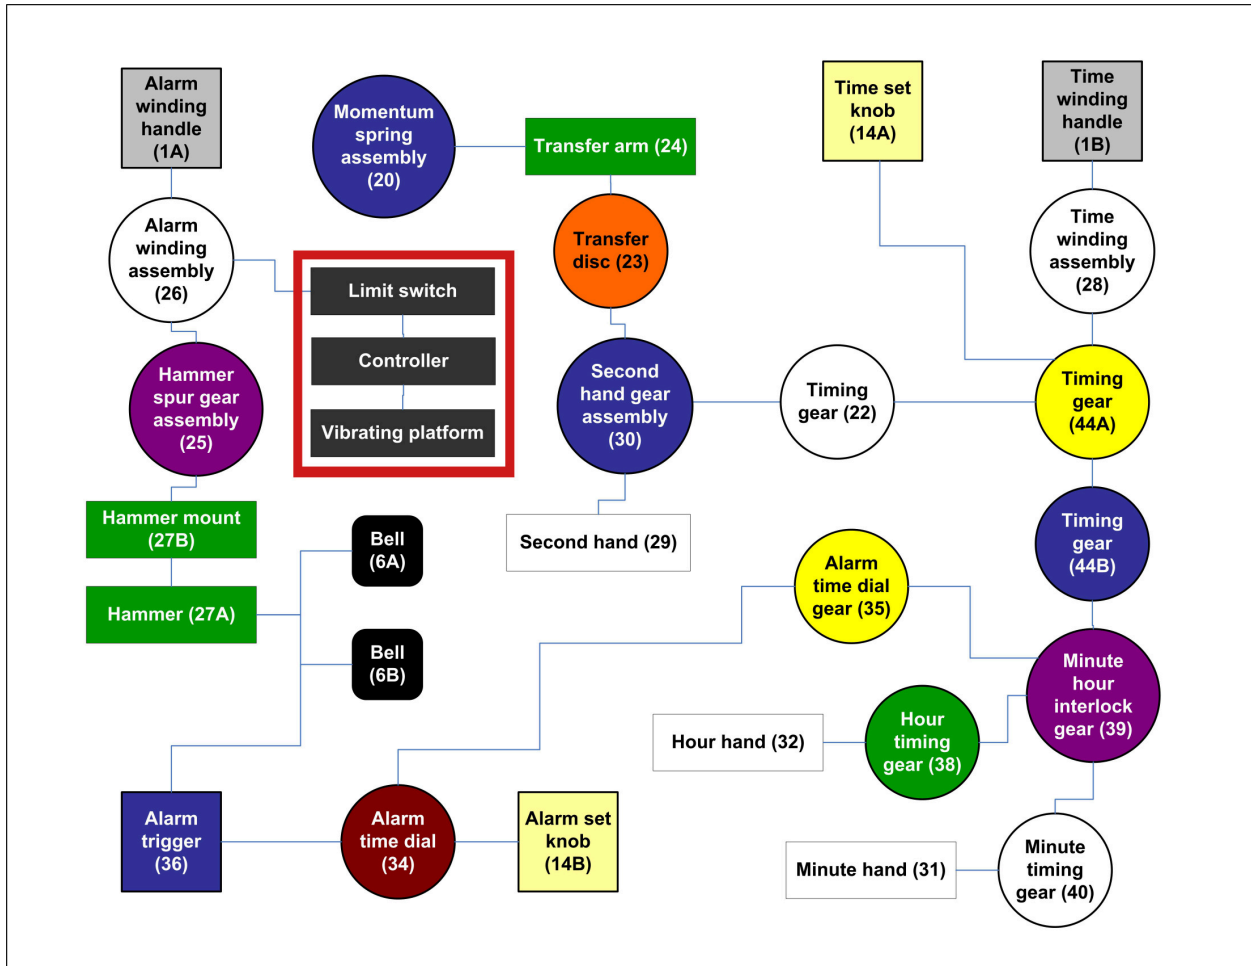 Alarm
winding
handle
(1A)
Momentum
spring
assembly
(20)
Transfer arm (24)
Time set
knob
(14A)
Time
winding
handle
(1B)
Alarm
winding
assembly
(26)
Transfer
disc (23)
Time
winding
assembly
(28)
Limit switch
Controller
Vibrating platform
Hammer
spur gear
assembly
(25)
Second
hand gear
assembly
(30)
Timing
gear (22)
Timing
gear
(44A)
Hammer mount
(27B)
Bell
(6A)
Second hand (29)
Timing
gear
(44B)
Hammer (27A)
Alarm
time dial
gear (35)
Bell
(6B)
Minute
hour
interlock
gear (39)
Hour hand (32)
Hour
timing
gear (38)
Alarm
trigger
(36)
Alarm
time dial
(34)
Alarm set
knob
(14B)
Minute hand (31)
Minute
timing
gear (40)